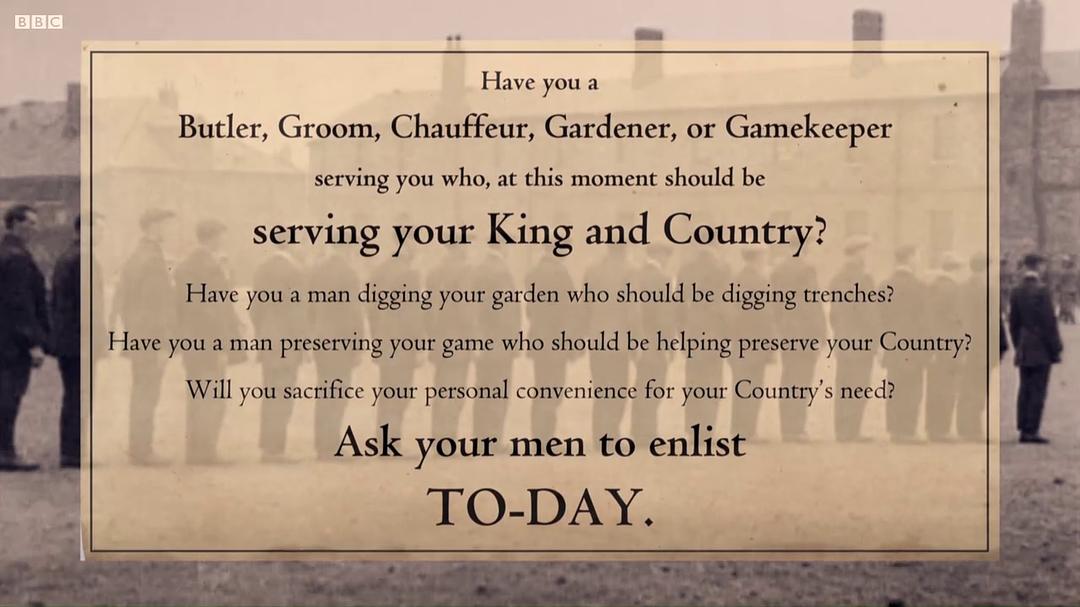 BBC
Have you a
Butler, Groom, Chauffeur, Gardener, or Gamekeeper
serving you who, at this moment should be
serving your King and Country?
Have you a man digging your garden who should be digging trenches?
Have you a man preserving your game who should be helping preserve your Country?
Will you sacrifice your personal convenience for your Country's need?
Ask your men to enlist
TO-DAY.